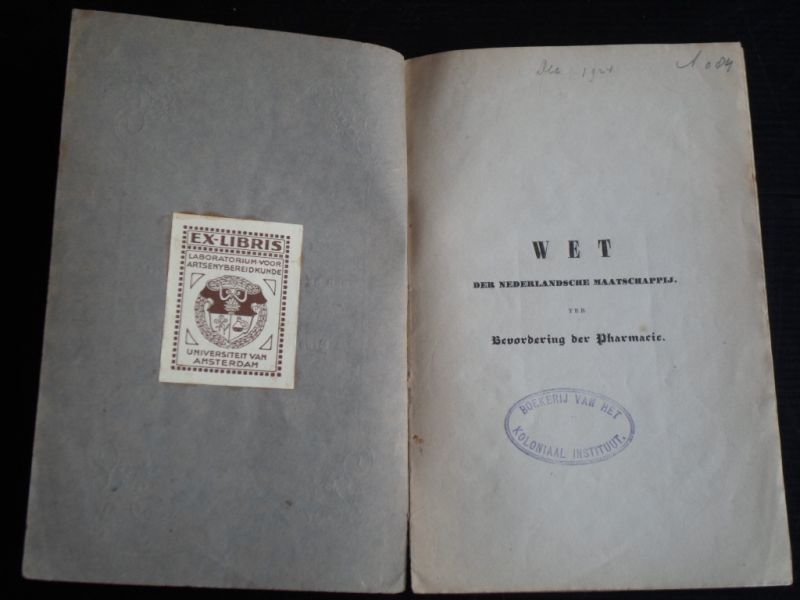 EX-LIBRIS
LABORATORIUM-VOOR
ARTSENYBEREIDKUNDE
UNIVERSITEIT VAN
AMSTERDAM
WET
DER NEDERLANDSCHE MAATSCHAPPIJ.
TER
Bevordering der Pharmacie.
BOEKERIJ VAN HET
KOLONIAAL INSTITUUT.